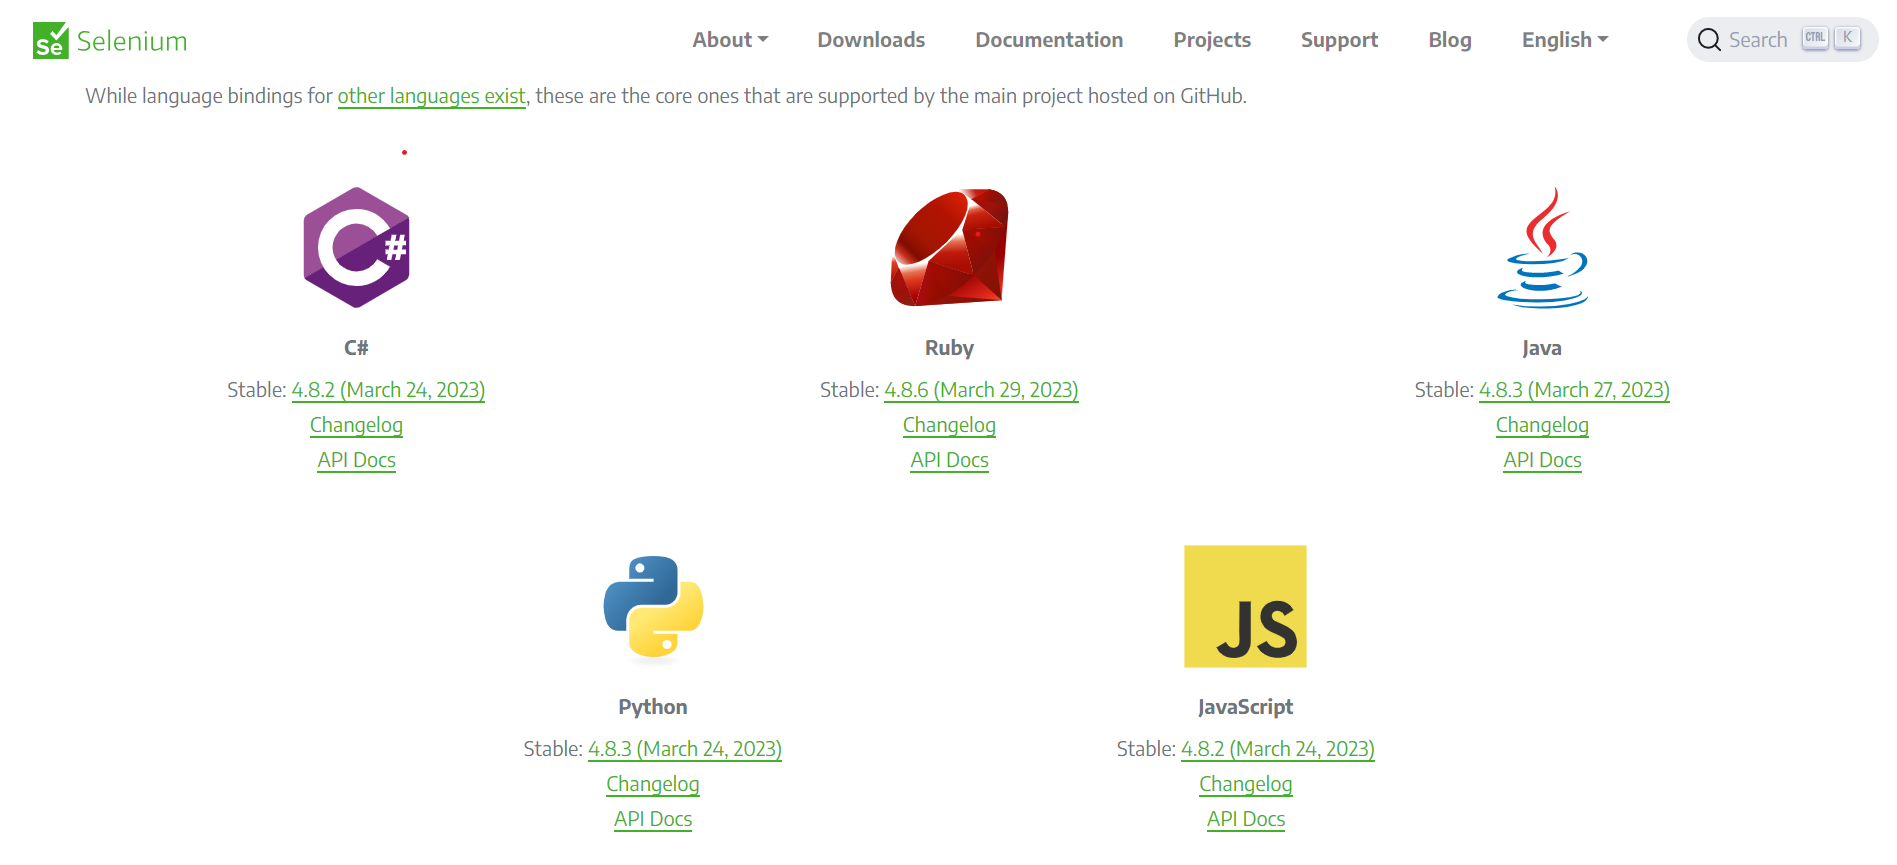 Se Selenium About Downloads Documentation Projects Support Blog English Search CTRL K
While language bindings for other languages exist, these are the core ones that are supported by the main project hosted on GitHub.
C#
C# Ruby Java
Stable: 4.8.2 (March 24, 2023) Stable: 4.8.6 (March 29, 2023) Stable: 4.8.3 (March 27, 2023)
Changelog Changelog Changelog
API Docs API Docs API Docs
JS
Python JavaScript
Stable: 4.8.3 (March 24, 2023) Stable: 4.8.2 (March 24, 2023)
Changelog Changelog
API Docs API Docs